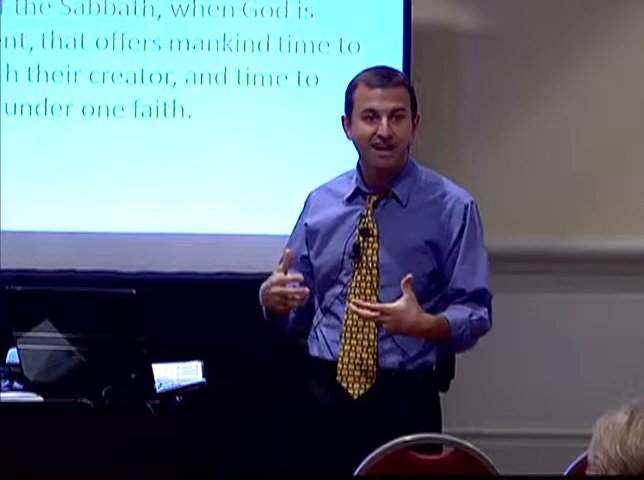 the Sabbath, when God is
nt, that offers mankind time to
h their creator, and time to
under one faith.